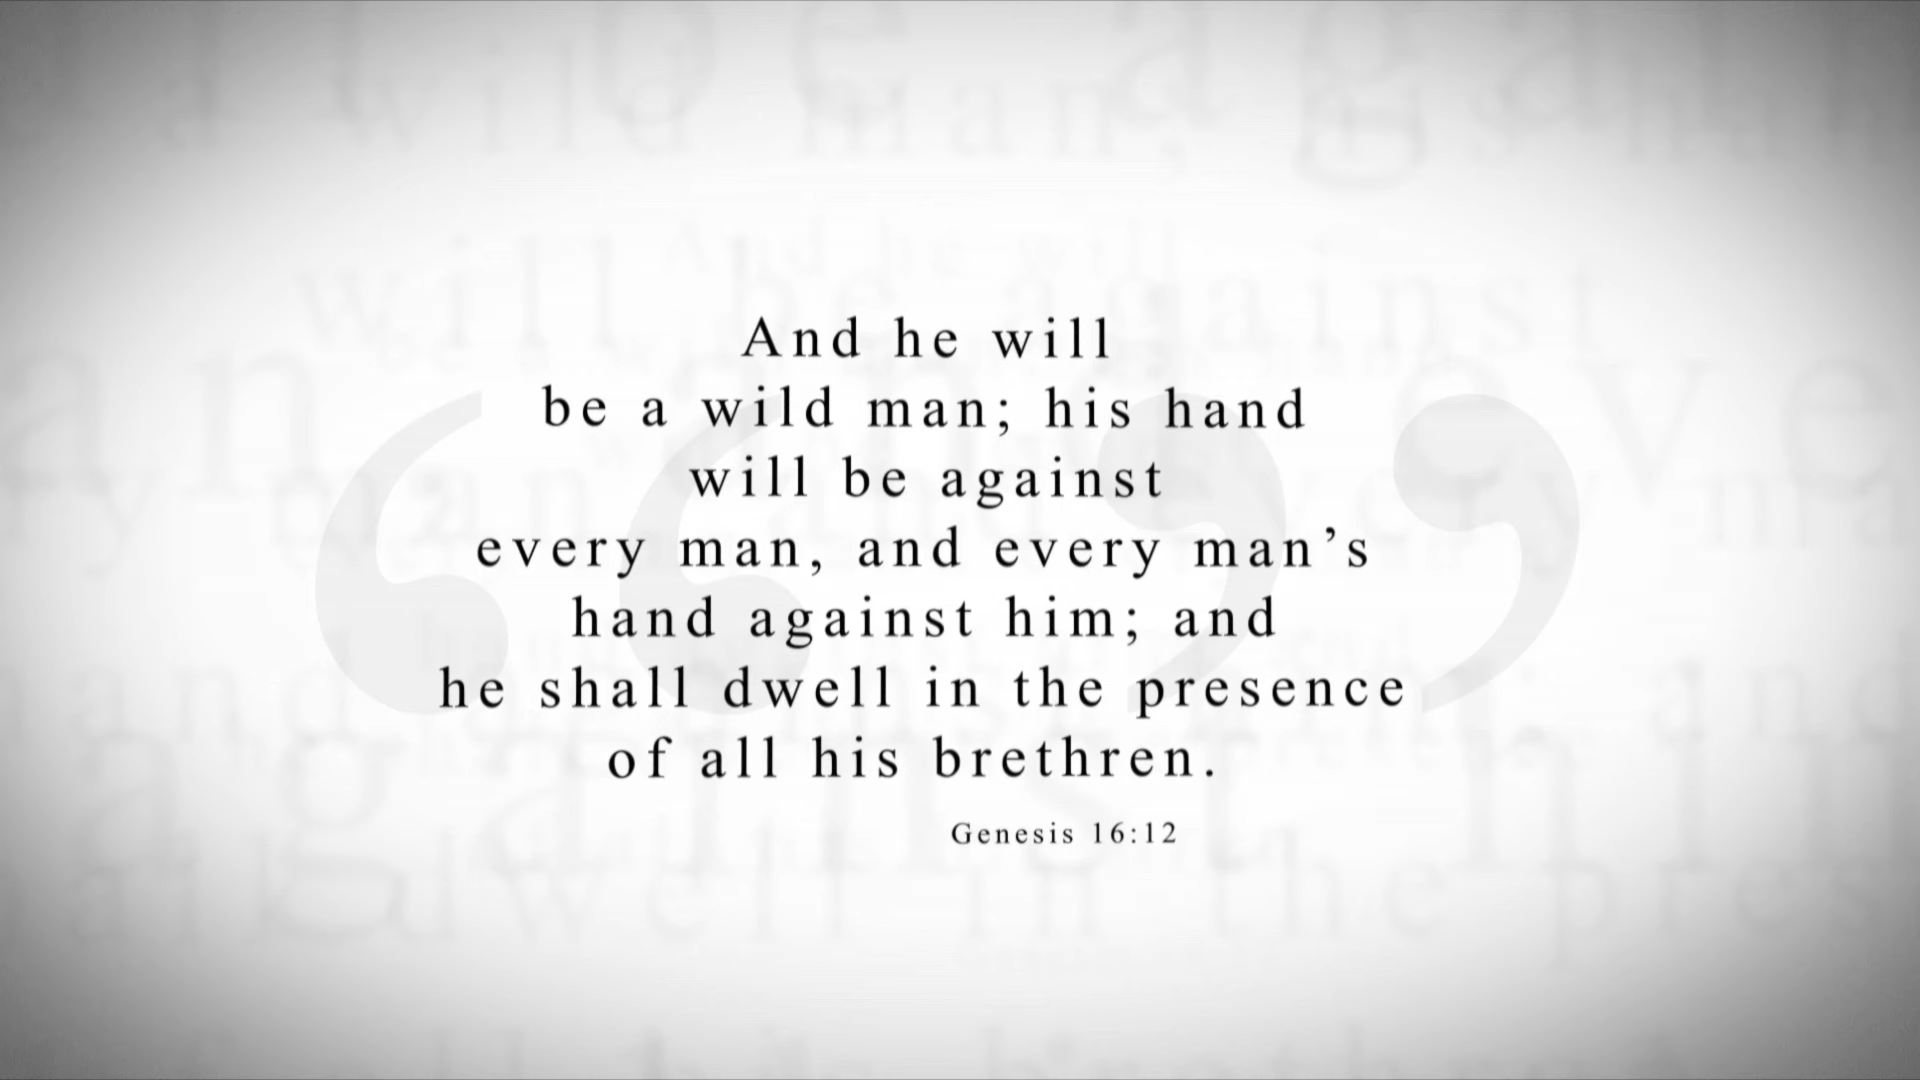 And he will
be a wild man; his hand
will be against
every man, and every man’s
hand against him; and
he shall dwell in the presence
of all his brethren.
Genesis 16:12